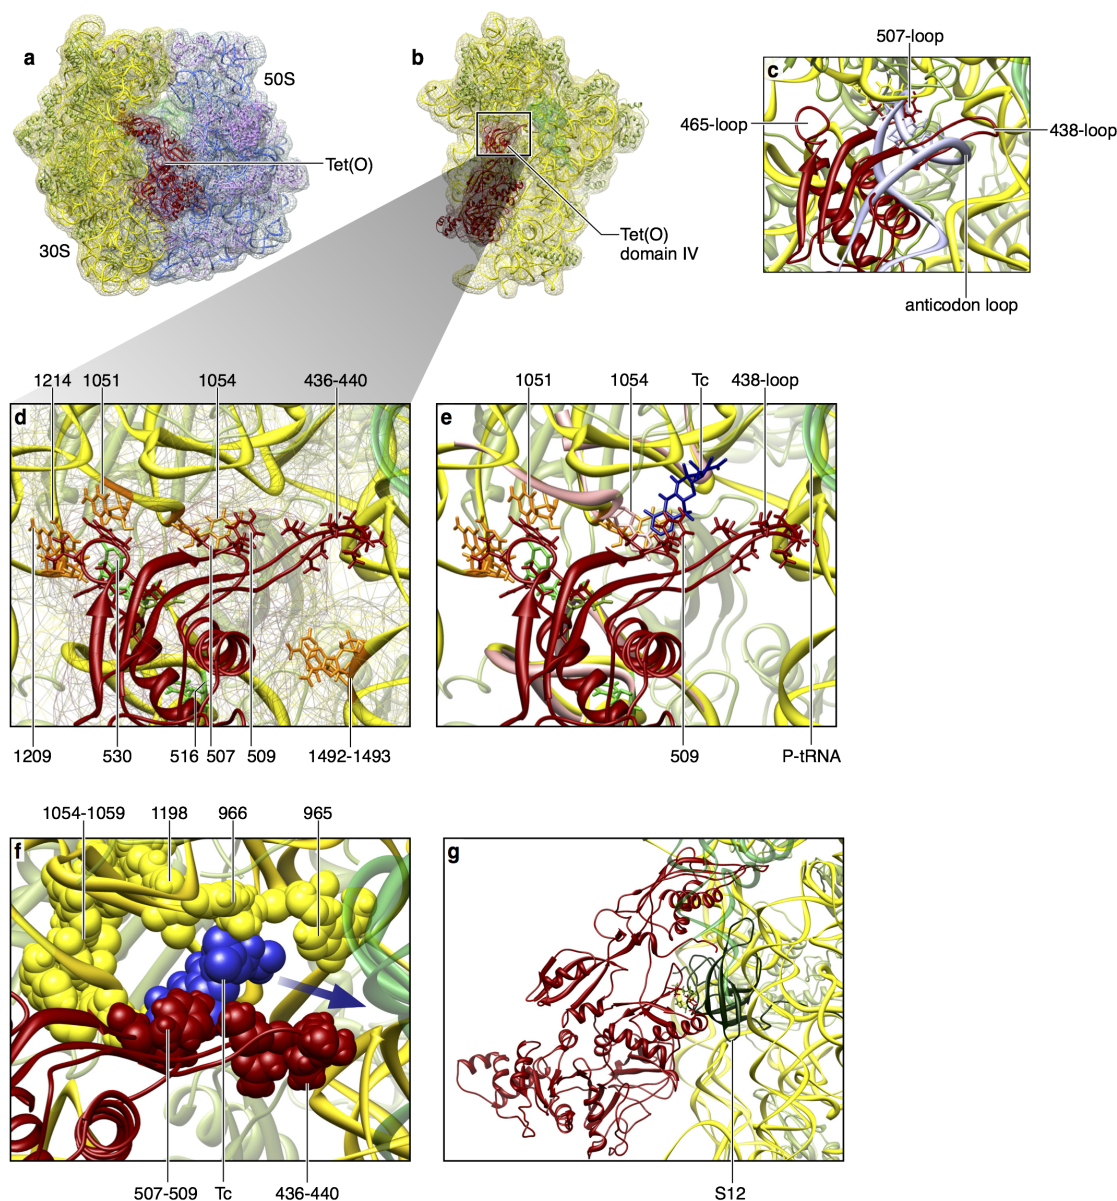 a
50S
Tet(O)
30S
b
Tet(O)
domain IV
507-loop
c
465-loop
438-loop
anticodon loop
1214 1051 1054 436-440
d
1209 530 516 507 509 1492-1493
1051 1054 Tc 438-loop
e
509 P-tRNA
1054-1059 1198 966 965
f
507-509 Tc 436-440
g
S12